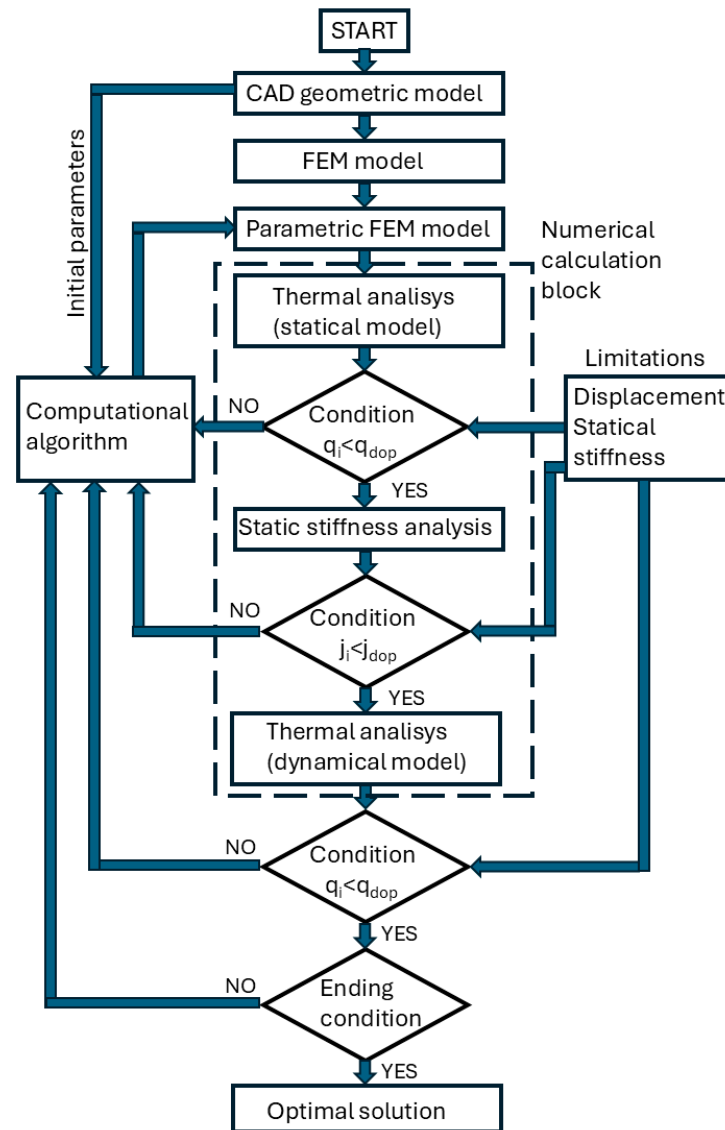 START
CAD geometric model
FEM model
Initial parameters
Parametric FEM model
Numerical
calculation
block
Thermal analisys
(statical model)
Limitations
Displacement
Statical
stiffness
Computational
algorithm
NO
Condition
qi<qdop
YES
Static stiffness analysis
NO
Condition
ji<jdop
YES
Thermal analisys
(dynamical model)
NO
Condition
qi<qdop
YES
NO
Ending
condition
YES
Optimal solution